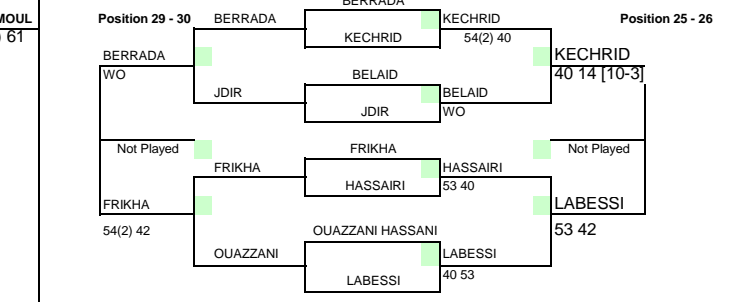 BERRADA
MOUL
) 61
Position 29 - 30
BERRADA
KECHRID
Position 25 - 26
KECHRID
54(2) 40
BERRADA
WO
KECHRID
40 14 [10-3]
BELAID
JDIR
BELAID
JDIR
WO
Not Played
FRIKHA
Not Played
FRIKHA
HASSAIRI
HASSAIRI
53 40
FRIKHA
54(2) 42
LABESSI
53 42
OUAZZANI HASSANI
OUAZZANI
LABESSI
LABESSI
40 53